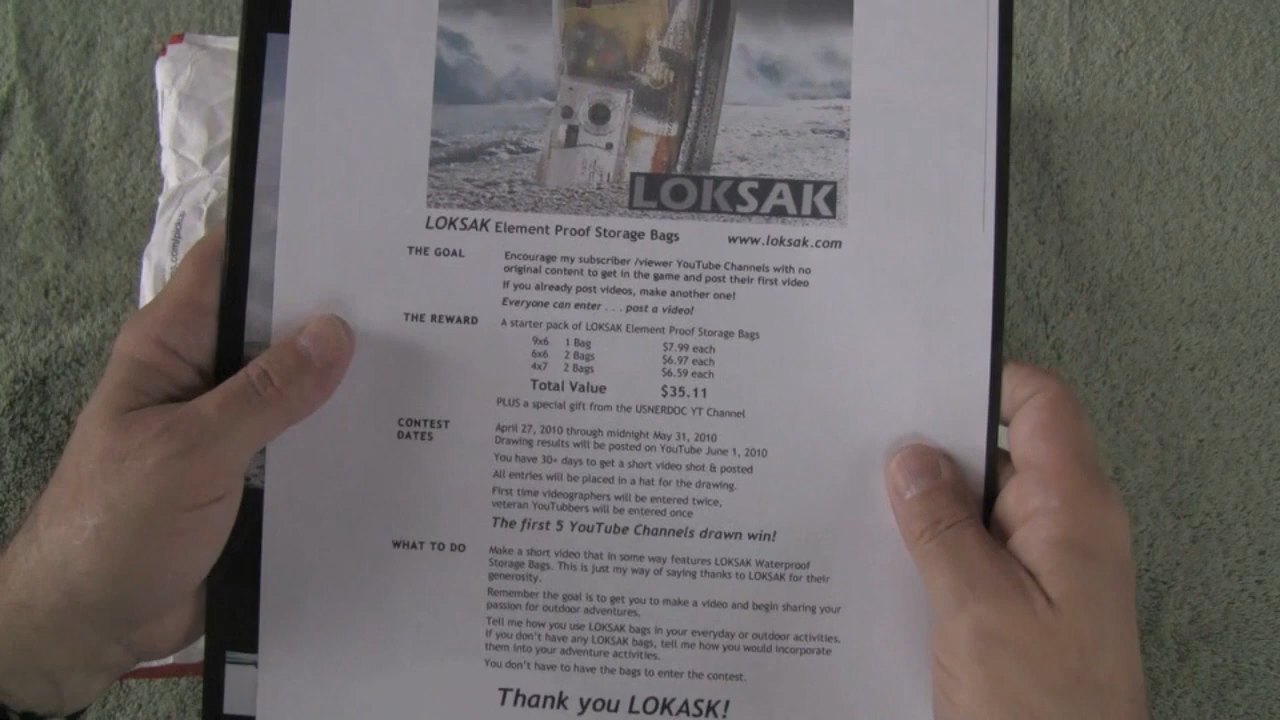 LOKSAK
LOKSAK Element Proof Storage Bags www.loksak.com
THE GOAL
Encourage my subscriber /viewer YouTube Channels with no
original content to get in the game and post their first video
If you already post videos, make another one!
Everyone can enter . . . post a video!
THE REWARD
A starter pack of LOKSAK Element Proof Storage Bags
9x6 1 Bag $7.99 each
6x6 2 Bags $6.97 each
4x7 2 Bags $6.59 each
Total Value $35.11
PLUS a special gift from the USNERDOC YT Channel
CONTEST
DATES
April 27, 2010 through midnight May 31, 2010
Drawing results will be posted on YouTube June 1, 2010
You have 30+ days to get a short video shot & posted
All entries will be placed in a hat for the drawing.
First time videographers will be entered twice,
veteran YouTubbers will be entered once
The first 5 YouTube Channels drawn win!
WHAT TO DO
Make a short video that in some way features LOKSAK Waterproof
Storage Bags. This is just my way of saying thanks to LOKSAK for their
generosity.
Remember the goal is to get you to make a video and begin sharing your
passion for outdoor adventures.
Tell me how you use LOKSAK bags in your everyday or outdoor activities.
If you don't have any LOKSAK bags, tell me how you would incorporate
them into your adventure activities.
You don't have to have the bags to enter the contest.
Thank you LOKASK!